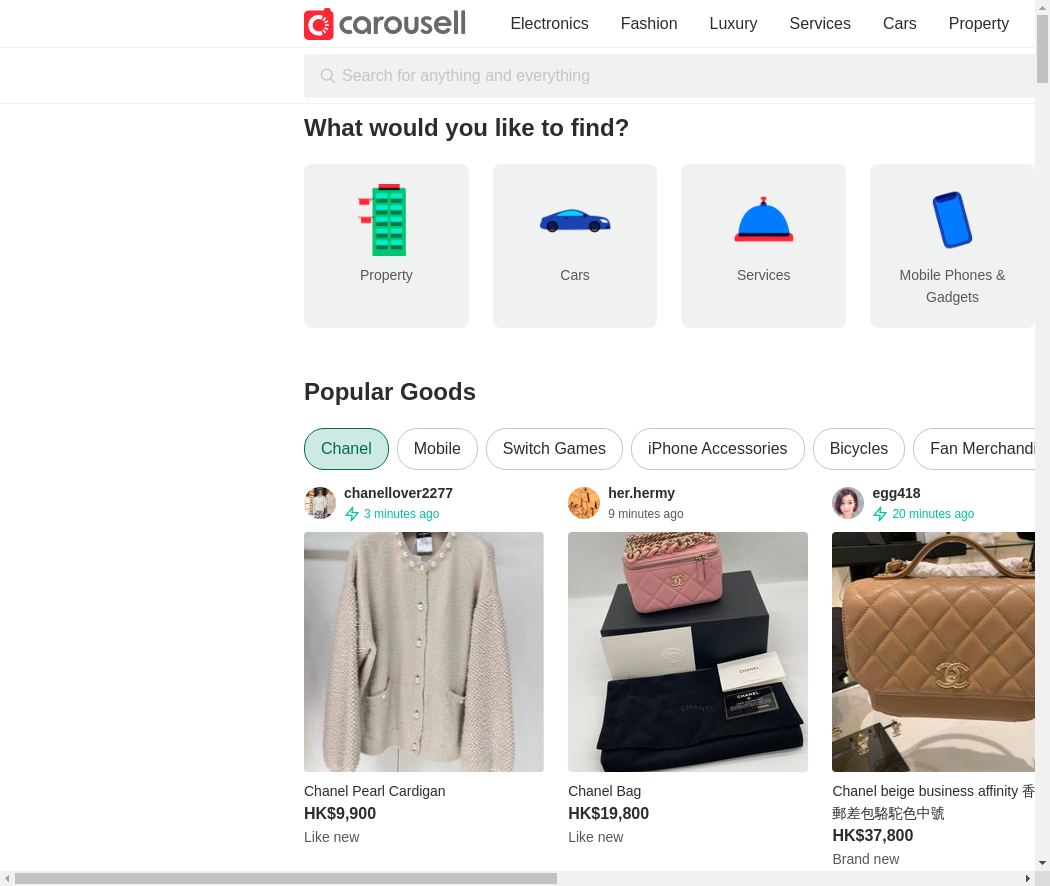 carousell
Electronics Fashion Luxury Services Cars Property
Search for anything and everything
What would you like to find?
Property
Cars
Services
Mobile Phones &
Gadgets
Popular Goods
Chanel Mobile Switch Games iPhone Accessories Bicycles Fan Merchandi
chanellover2277
3 minutes ago
her.hermy
9 minutes ago
egg418
20 minutes ago
CHANEL
CHANEL
CHANEL
Chanel Pearl Cardigan
HK$9,900
Like new
Chanel Bag
HK$19,800
Like new
Chanel beige business affinity 香
郵差包駱駝色中號
HK$37,800
Brand new